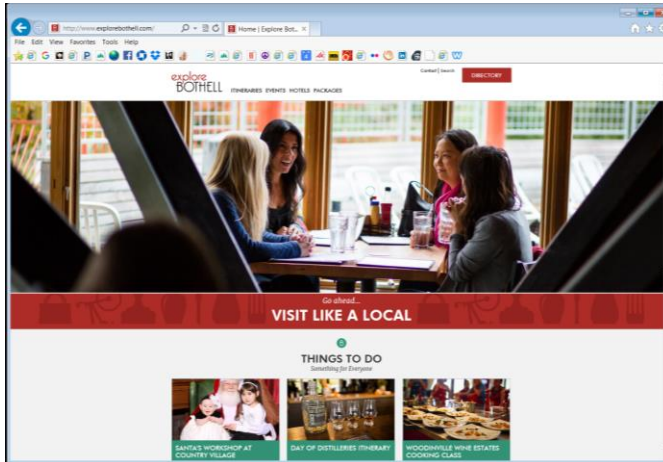 http://www.explorebothell.com/
Home | Explore Bot...
File Edit View Favorites Tools Help
explore
BOTHELL
ITINERARIES EVENTS HOTELS PACKAGES
Contact | Search
DIRECTORY
Go ahead...
VISIT LIKE A LOCAL
THINGS TO DO
Something for Everyone
SANTA'S WORKSHOP AT
COUNTRY VILLAGE
DAY OF DISTILLERIES ITINERARY
WOODINVILLE WINE ESTATES
COOKING CLASS